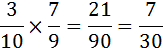 3/10 × 7/9 = 21/90 = 7/30